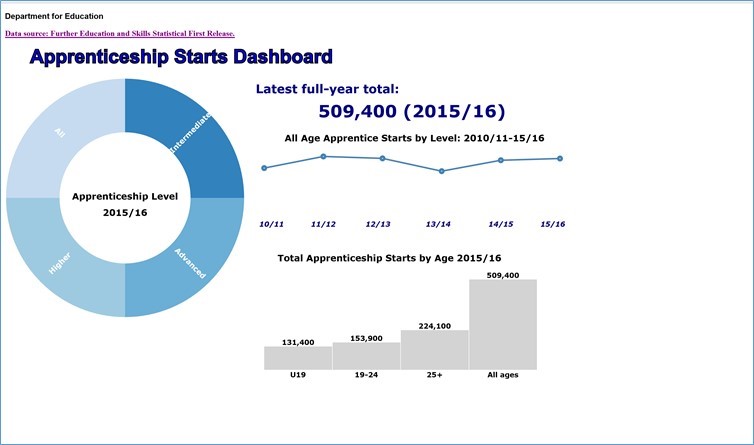 Department for Education
Data source: Further Education and Skills Statistical First Release.
Apprenticeship Starts Dashboard
All
Intermediate
Apprenticeship Level
2015/16
Higher
Advanced
Latest full-year total:
509,400 (2015/16)
All Age Apprentice Starts by Level: 2010/11-15/16
10/11 11/12 12/13 13/14 14/15 15/16
Total Apprenticeship Starts by Age 2015/16
509,400
224,100
153,900
131,400
U19 19-24 25+ All ages